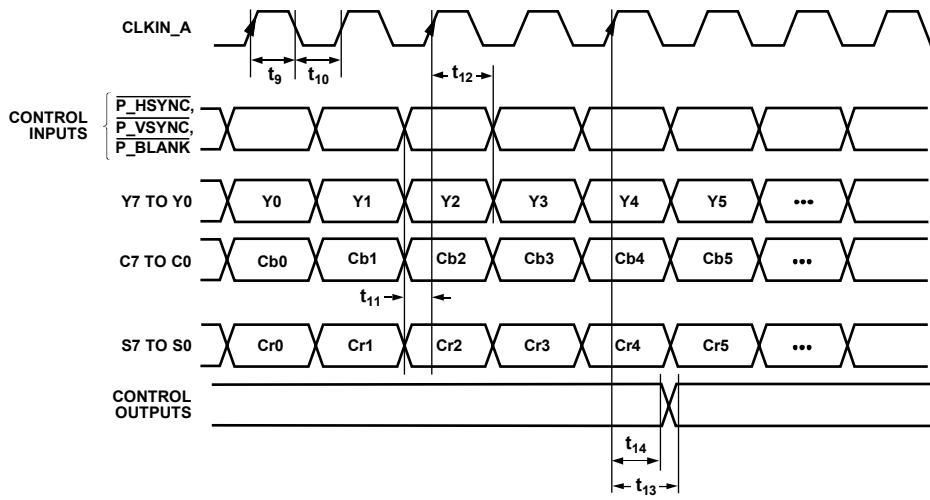 CLKIN_A
t9
t10
t12
CONTROL
INPUTS
P_HSYNC,
P_VSYNC,
P_BLANK
Y7 TO Y0
Y0
Y1
Y2
Y3
Y4
Y5
•••
C7 TO C0
Cb0
Cb1
Cb2
Cb3
Cb4
Cb5
•••
t11
S7 TO S0
Cr0
Cr1
Cr2
Cr3
Cr4
Cr5
•••
CONTROL
OUTPUTS
t14
t13